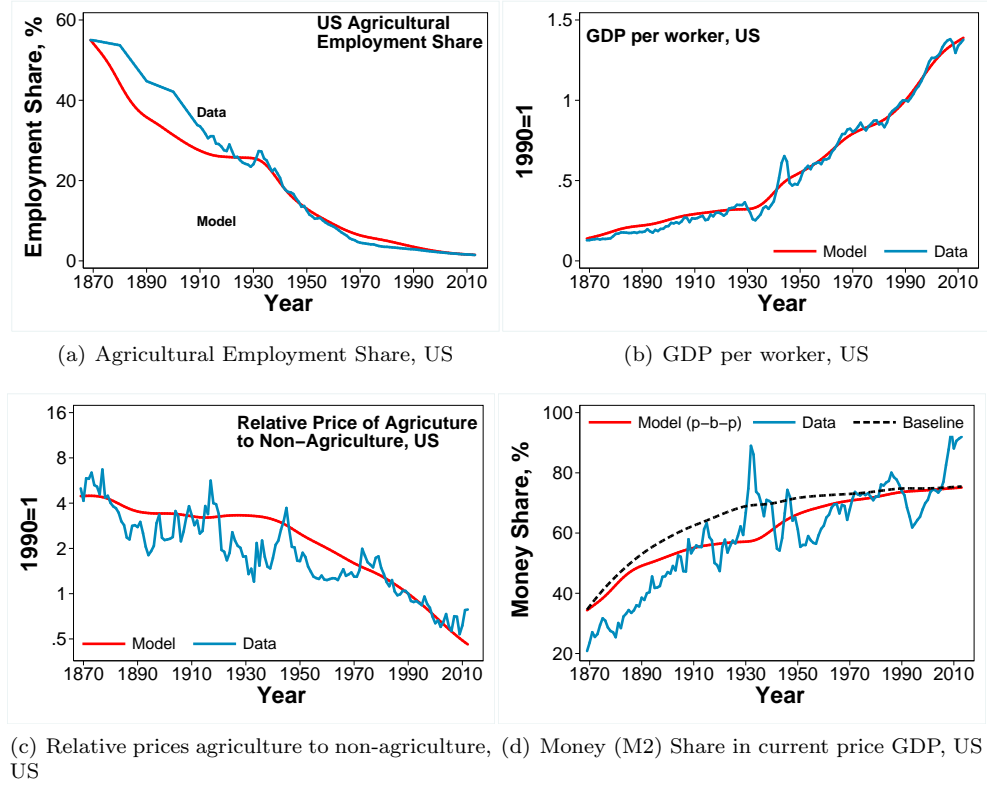 US Agricultural
Employment Share
Employment Share, %
60
40
20
0
Data
Model
1870 1890 1910 1930 1950 1970 1990 2010
Year
(a) Agricultural Employment Share, US
GDP per worker, US
1990=1
1.5
1
.5
0
Model Data
1870 1890 1910 1930 1950 1970 1990 2010
Year
(b) GDP per worker, US
Relative Price of Agricuture
to Non−Agriculture, US
1990=1
16
8
4
2
1
.5
Model Data
1870 1890 1910 1930 1950 1970 1990 2010
Year
(c) Relative prices agriculture to non-agriculture,
US
Model (p−b−p) Data Baseline
Money Share, %
100
80
60
40
20
1870 1890 1910 1930 1950 1970 1990 2010
Year
(d) Money (M2) Share in current price GDP, US